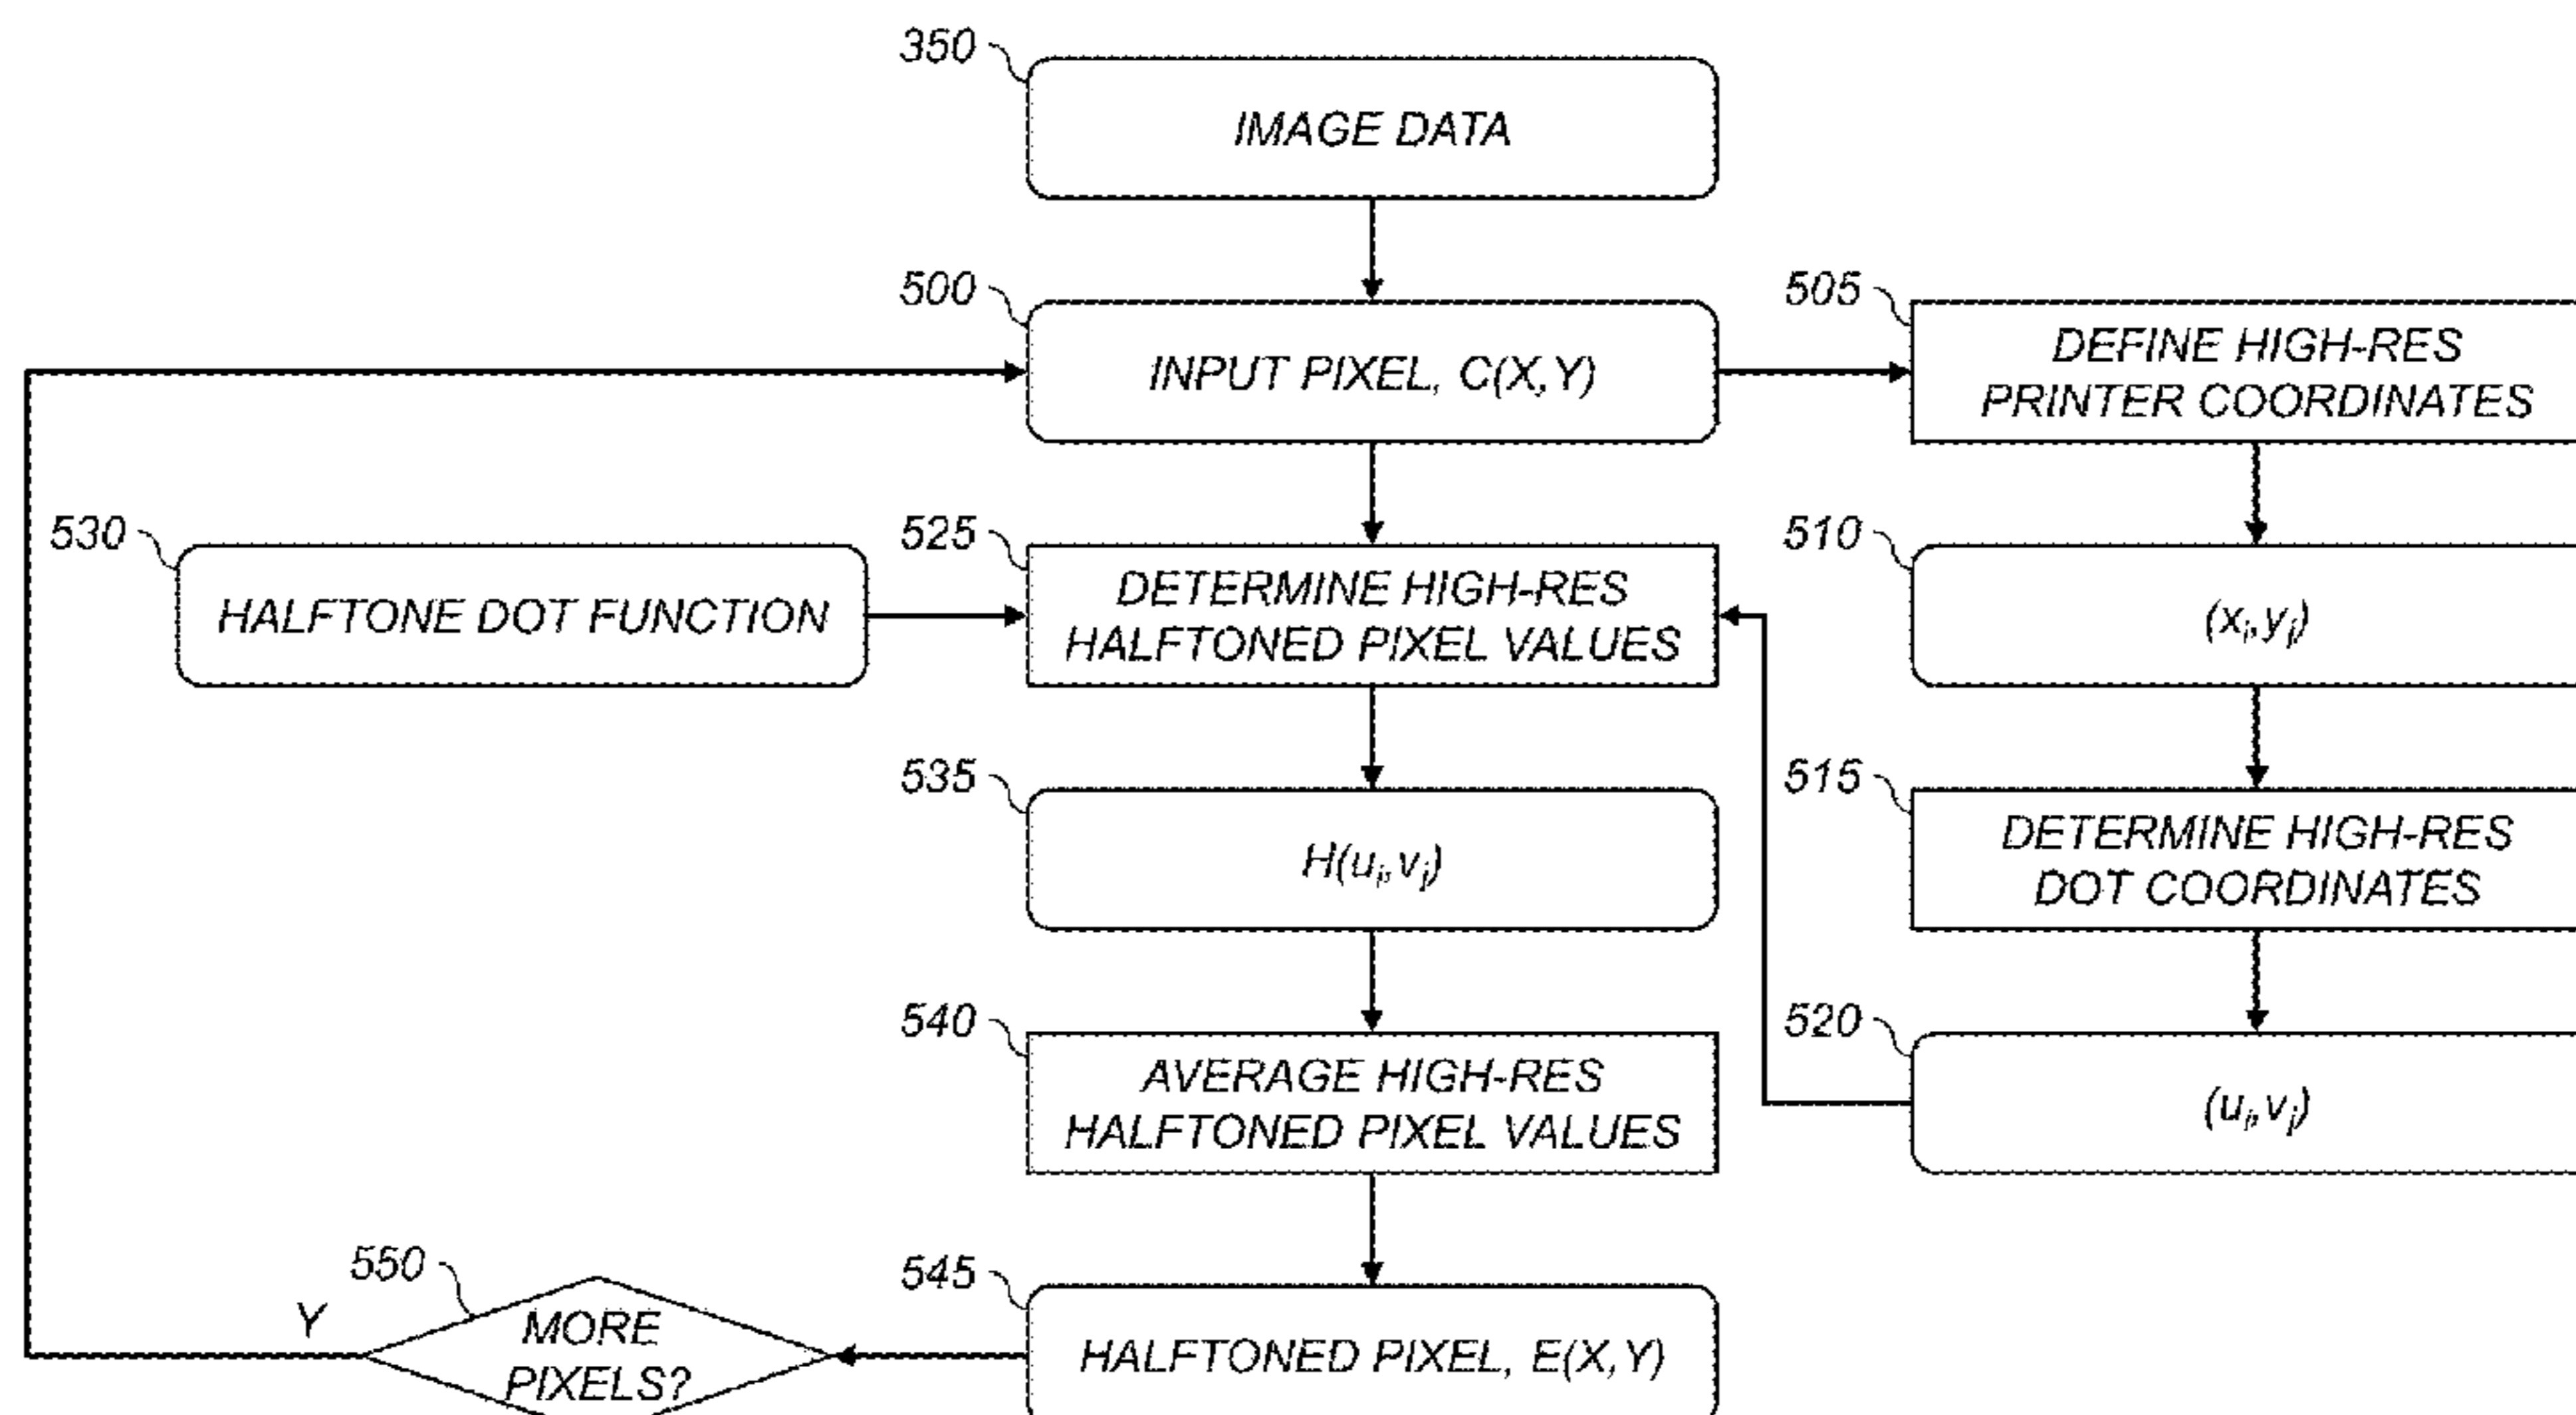 350
IMAGE DATA
500
INPUT PIXEL, C(X,Y)
505
DEFINE HIGH-RES
PRINTER COORDINATES
530
HALFTONE DOT FUNCTION
525
DETERMINE HIGH-RES
HALFTONED PIXEL VALUES
510
(xᵢ,yⱼ)
535
H(uᵢ,vⱼ)
515
DETERMINE HIGH-RES
DOT COORDINATES
540
AVERAGE HIGH-RES
HALFTONED PIXEL VALUES
520
(uᵢ,vⱼ)
550
Y
MORE
PIXELS?
545
HALFTONED PIXEL, E(X,Y)